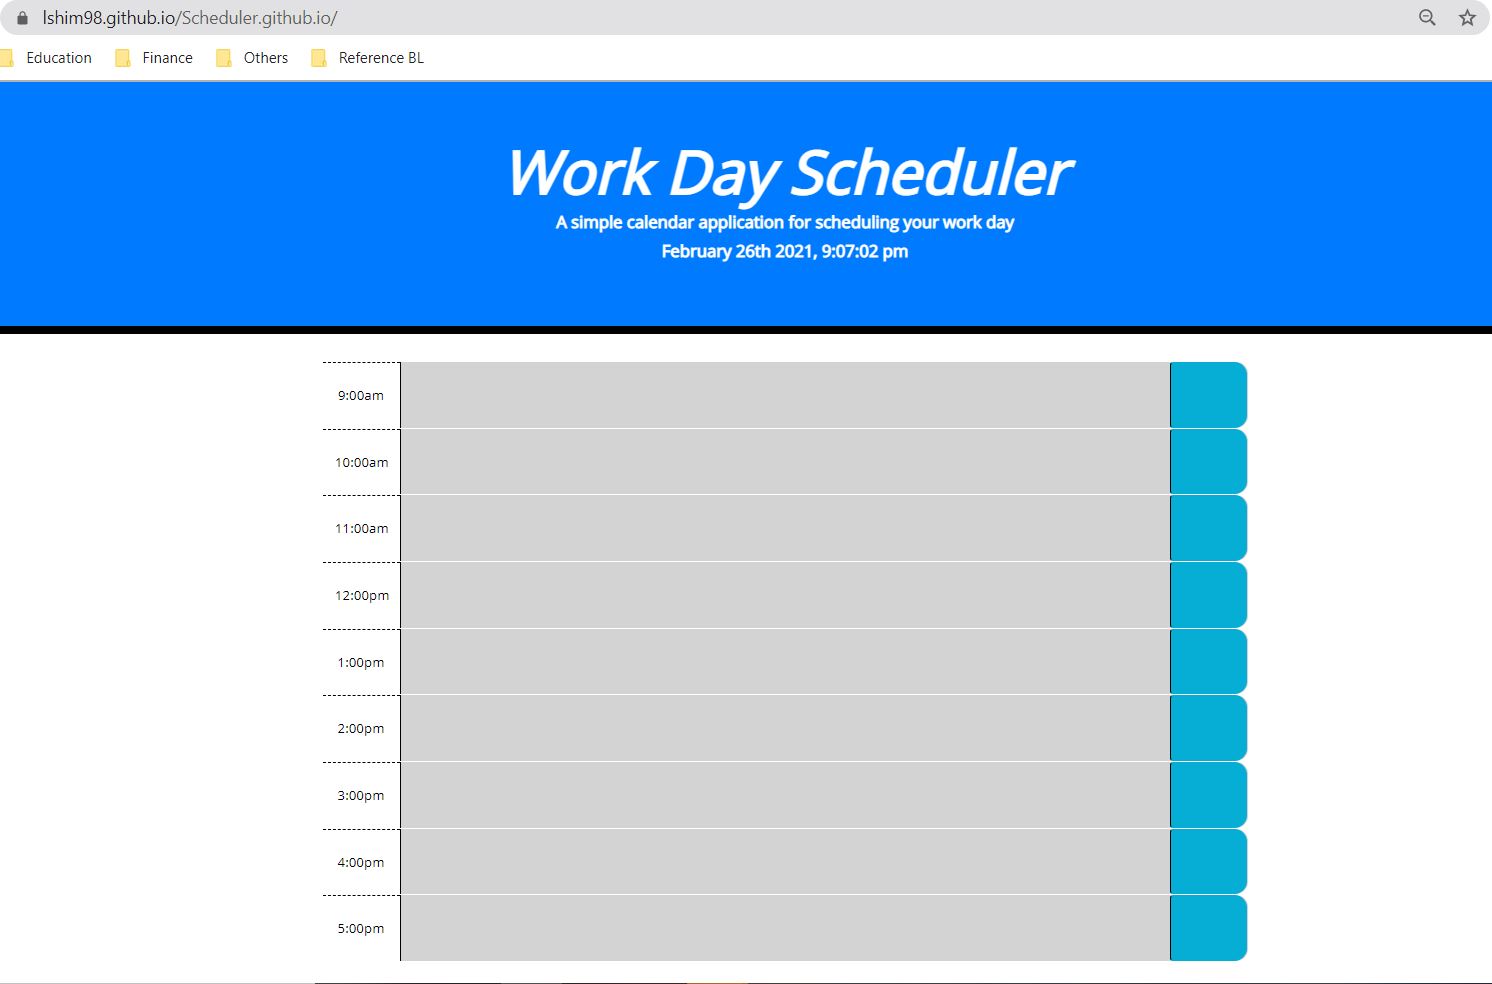 lshim98.github.io/Scheduler.github.io/
Education Finance Others Reference BL
Work Day Scheduler
A simple calendar application for scheduling your work day
February 26th 2021, 9:07:02 pm
9:00am
10:00am
11:00am
12:00pm
1:00pm
2:00pm
3:00pm
4:00pm
5:00pm